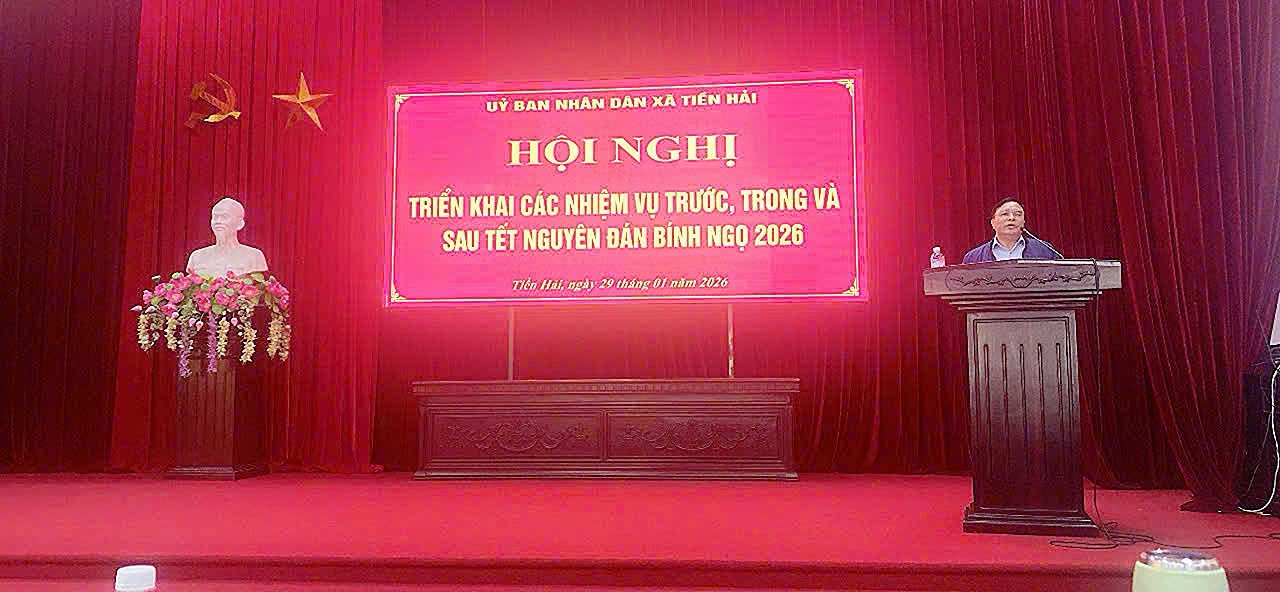 UỶ BAN NHÂN DÂN XÃ TIỀN HẢI
HỘI NGHỊ
TRIỂN KHAI CÁC NHIỆM VỤ TRƯỚC, TRONG VÀ
SAU TẾT NGUYÊN ĐÁN BÍNH NGỌ 2026
Tiền Hải, ngày 29 tháng 01 năm 2026